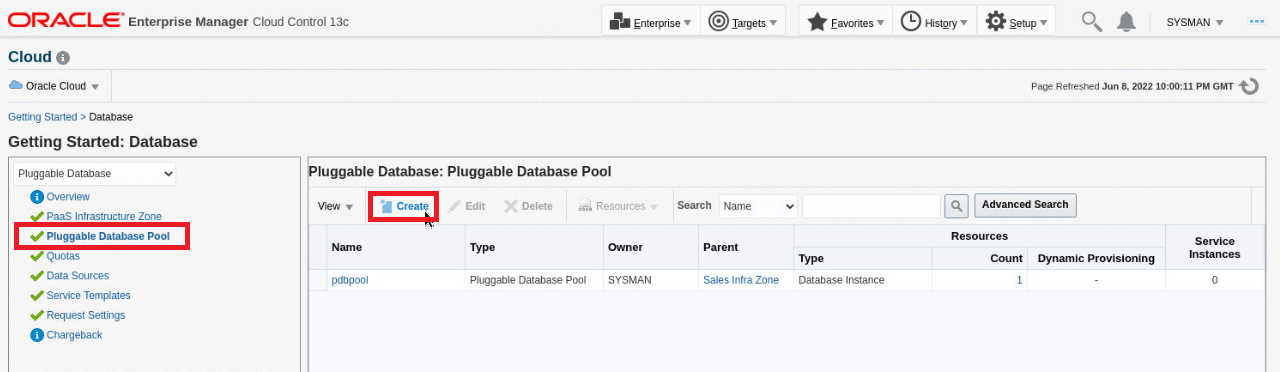 ORACLE® Enterprise Manager Cloud Control 13c
Enterprise Targets Favorites History Setup SYSMAN
Cloud
Oracle Cloud
Page Refreshed Jun 8, 2022 10:00:11 PM GMT
Getting Started > Database
Getting Started: Database
Pluggable Database
Overview
PaaS Infrastructure Zone
Pluggable Database Pool
Quotas
Data Sources
Service Templates
Request Settings
Chargeback
Pluggable Database: Pluggable Database Pool
View Create Edit Delete Resources Search Name Advanced Search
Name Type Owner Parent Resources Service Instances
Type Count Dynamic Provisioning
pdbpool Pluggable Database Pool SYSMAN Sales Infra Zone Database Instance 1 - 0